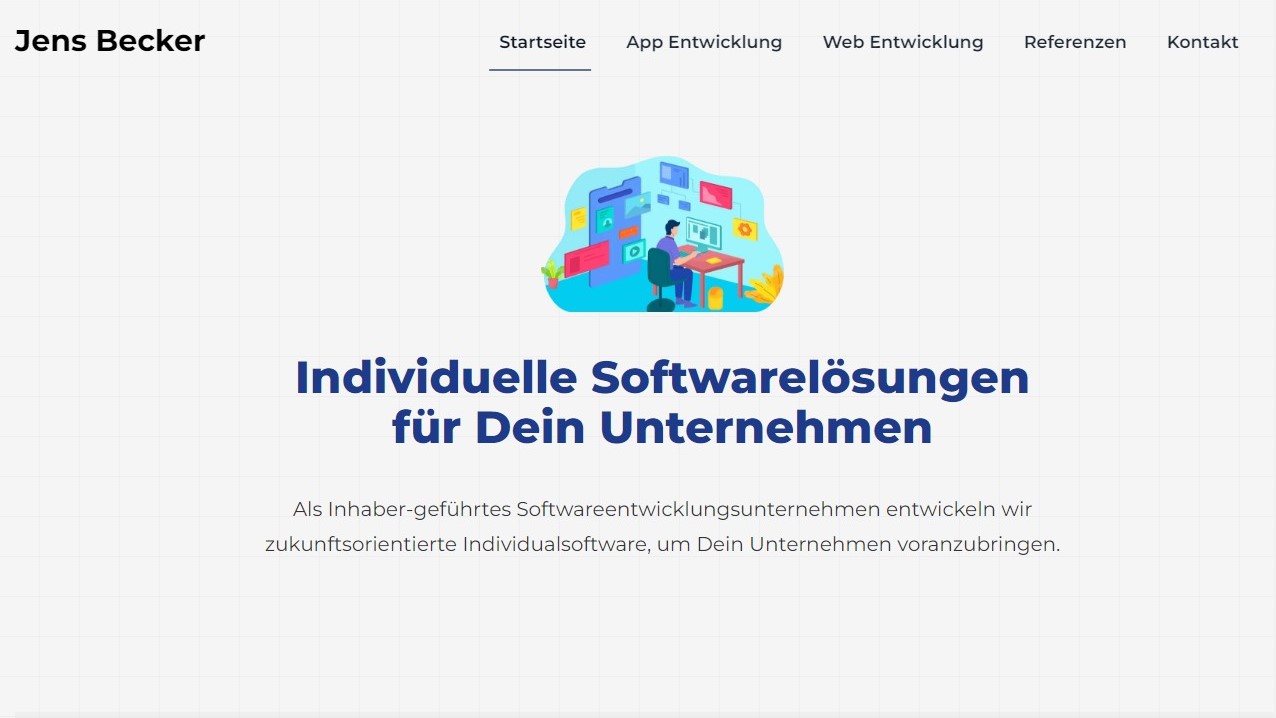 Jens Becker
Startseite App Entwicklung Web Entwicklung Referenzen Kontakt
Individuelle Softwarelösungen
für Dein Unternehmen
Als Inhaber-geführtes Softwareentwicklungsunternehmen entwickeln wir
zukunftsorientierte Individualsoftware, um Dein Unternehmen voranzubringen.